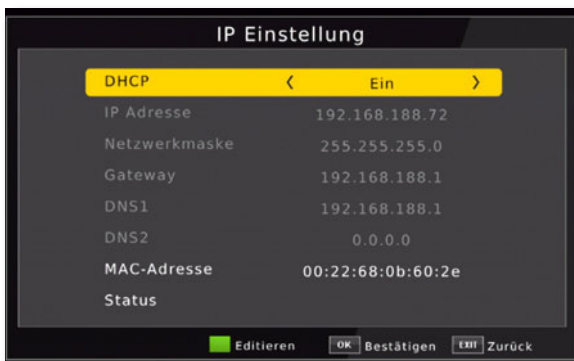 IP Einstellung
DHCP < Ein >
IP Adresse 192.168.188.72
Netzwerkmaske 255.255.255.0
Gateway 192.168.188.1
DNS1 192.168.188.1
DNS2 0.0.0.0
MAC-Adresse 00:22:68:0b:60:2e
Status
Editieren OK Bestätigen EXIT Zurück